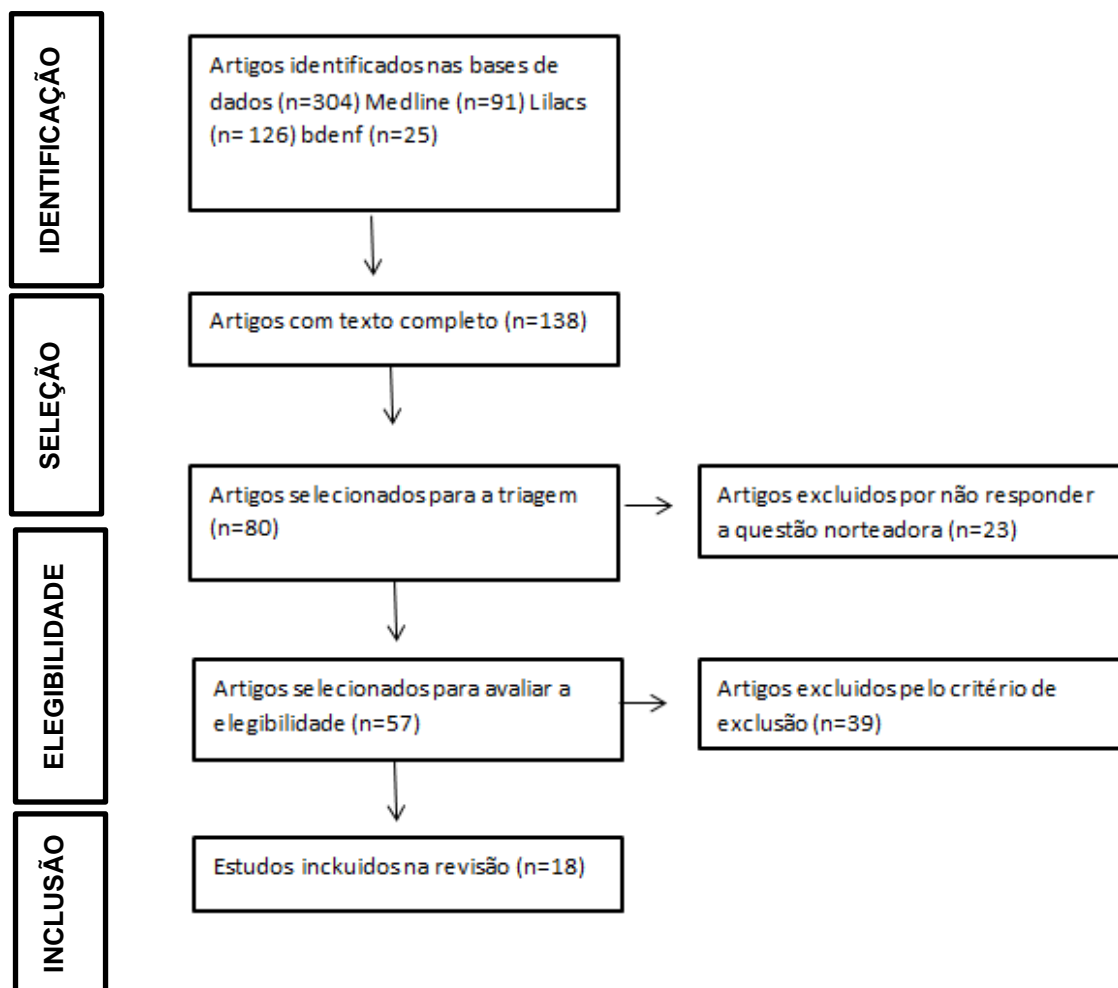 IDENTIFICAÇÃO
Artigos identificados nas bases de
dados (n=304) Medline (n=91) Lilacs
(n= 126) bdenf (n=25)
SELEÇÃO
Artigos com texto completo (n=138)
Artigos selecionados para a triagem
(n=80)
Artigos excluidos por não responder
a questão norteadora (n=23)
ELEGIBILIDADE
Artigos selecionados para avaliar a
elegibilidade (n=57)
Artigos excluidos pelo critério de
exclusão (n=39)
INCLUSÃO
Estudos inckuidos na revisão (n=18)